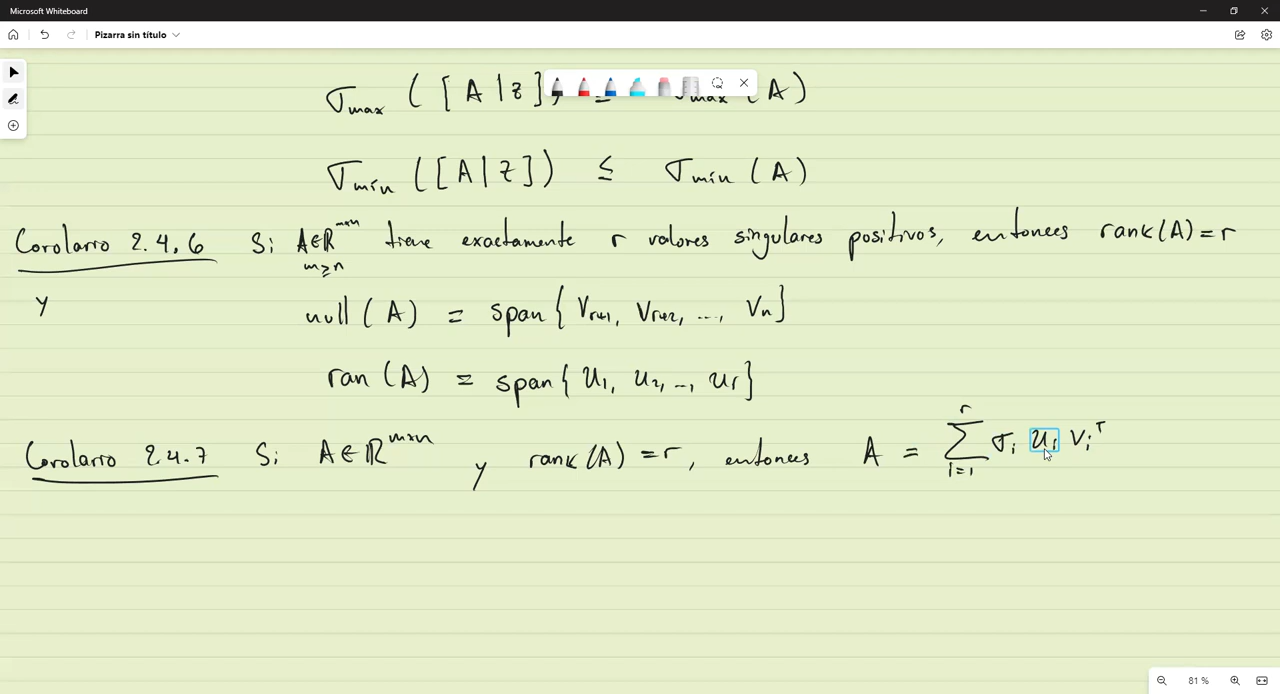 Microsoft Whiteboard
Pizarra sin título
σmax ([A|z]) ≥ σmax (A)
σmín ([A|z]) ≤ σmín (A)
Corolario 2.4.6 Si A∈ℝ^{m×n} m≥n tiene exactamente r valores singulares positivos, entonces rank(A)=r
y null(A) = span{v_{r+1}, v_{r+2}, ..., v_n}
ran(A) = span{u_1, u_2, ..., u_r}
Corolario 2.4.7 Si A∈ℝ^{m×n} y rank(A)=r, entonces A = ∑_{i=1}^{r} σ_i u_i v_i^T
81 %